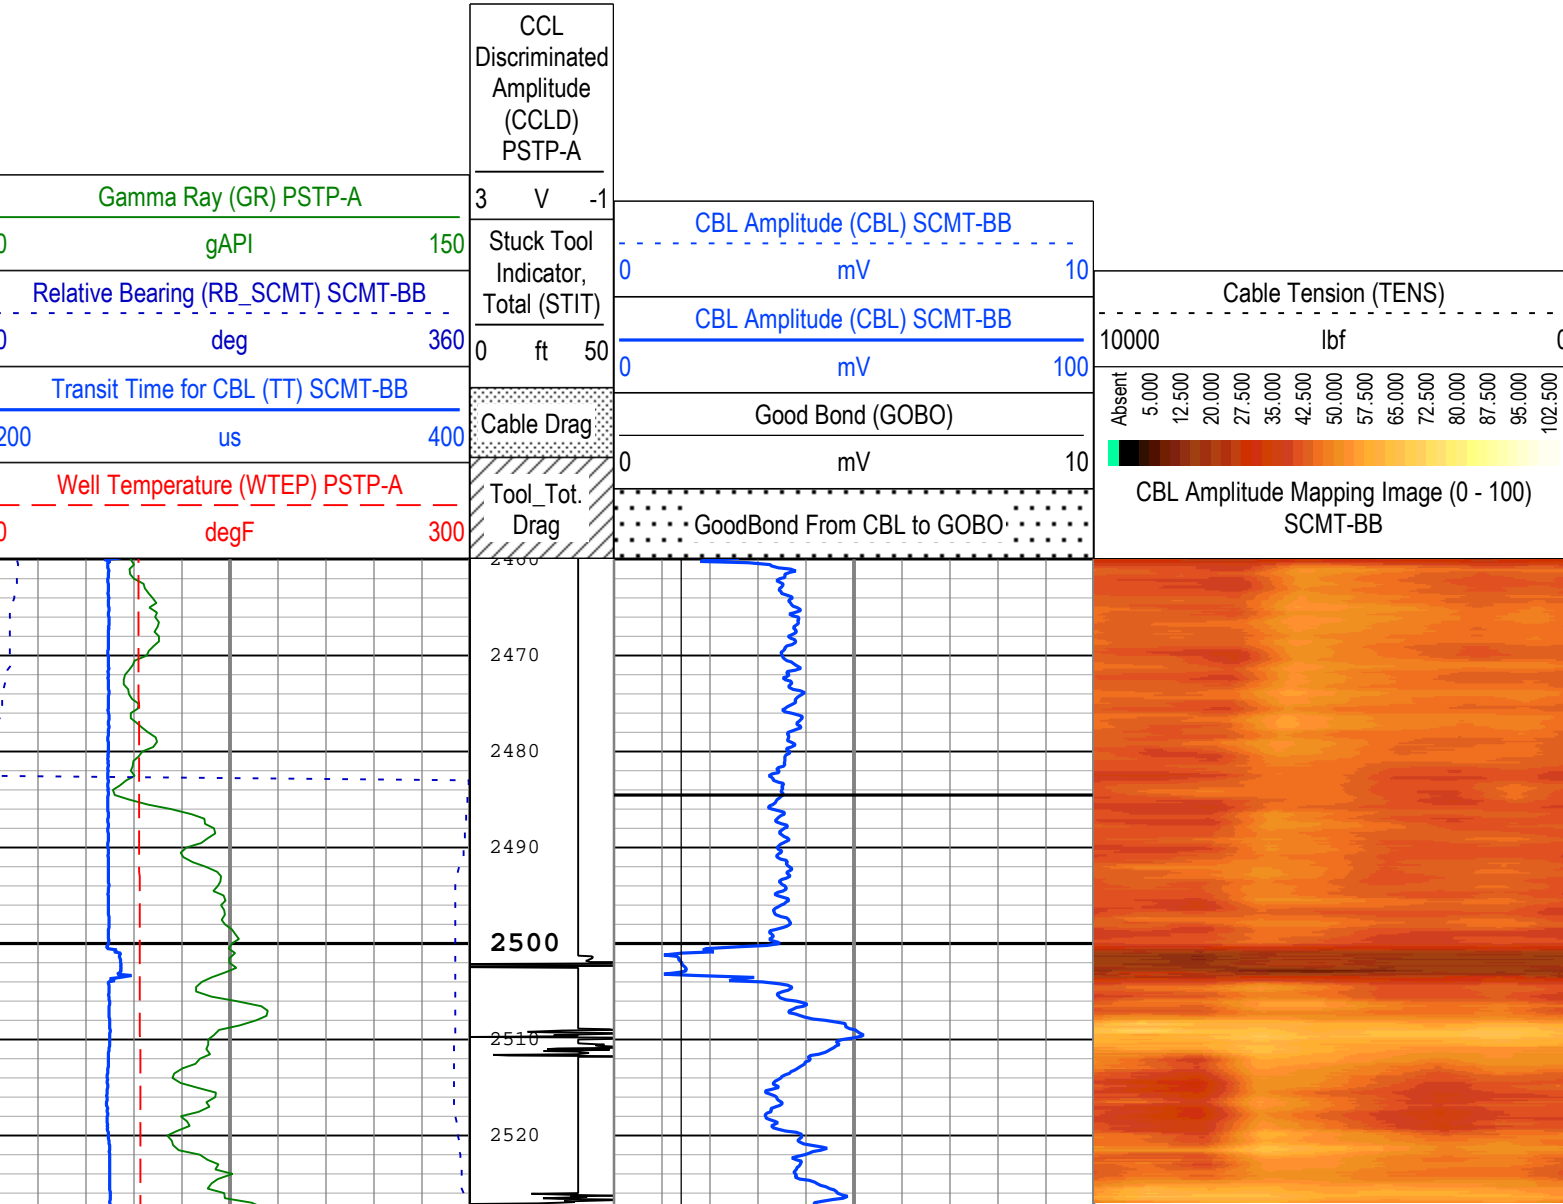 CCL
Discriminated
Amplitude
(CCLD)
PSTP-A
3 V -1
Stuck Tool
Indicator,
Total (STIT)
0 ft 50
Cable Drag
Tool_Tot.
Drag
Gamma Ray (GR) PSTP-A
0 gAPI 150
Relative Bearing (RB_SCMT) SCMT-BB
0 deg 360
Transit Time for CBL (TT) SCMT-BB
200 us 400
Well Temperature (WTEP) PSTP-A
0 degF 300
CBL Amplitude (CBL) SCMT-BB
0 mV 10
CBL Amplitude (CBL) SCMT-BB
0 mV 100
Good Bond (GOBO)
0 mV 10
GoodBond From CBL to GOBO
Cable Tension (TENS)
10000 lbf 0
Absent 5.000 12.500 20.000 27.500 35.000 42.500 50.000 57.500 65.000 72.500 80.000 87.500 95.000 102.500
CBL Amplitude Mapping Image (0 - 100)
SCMT-BB
2460
2470
2480
2490
2500
2510
2520